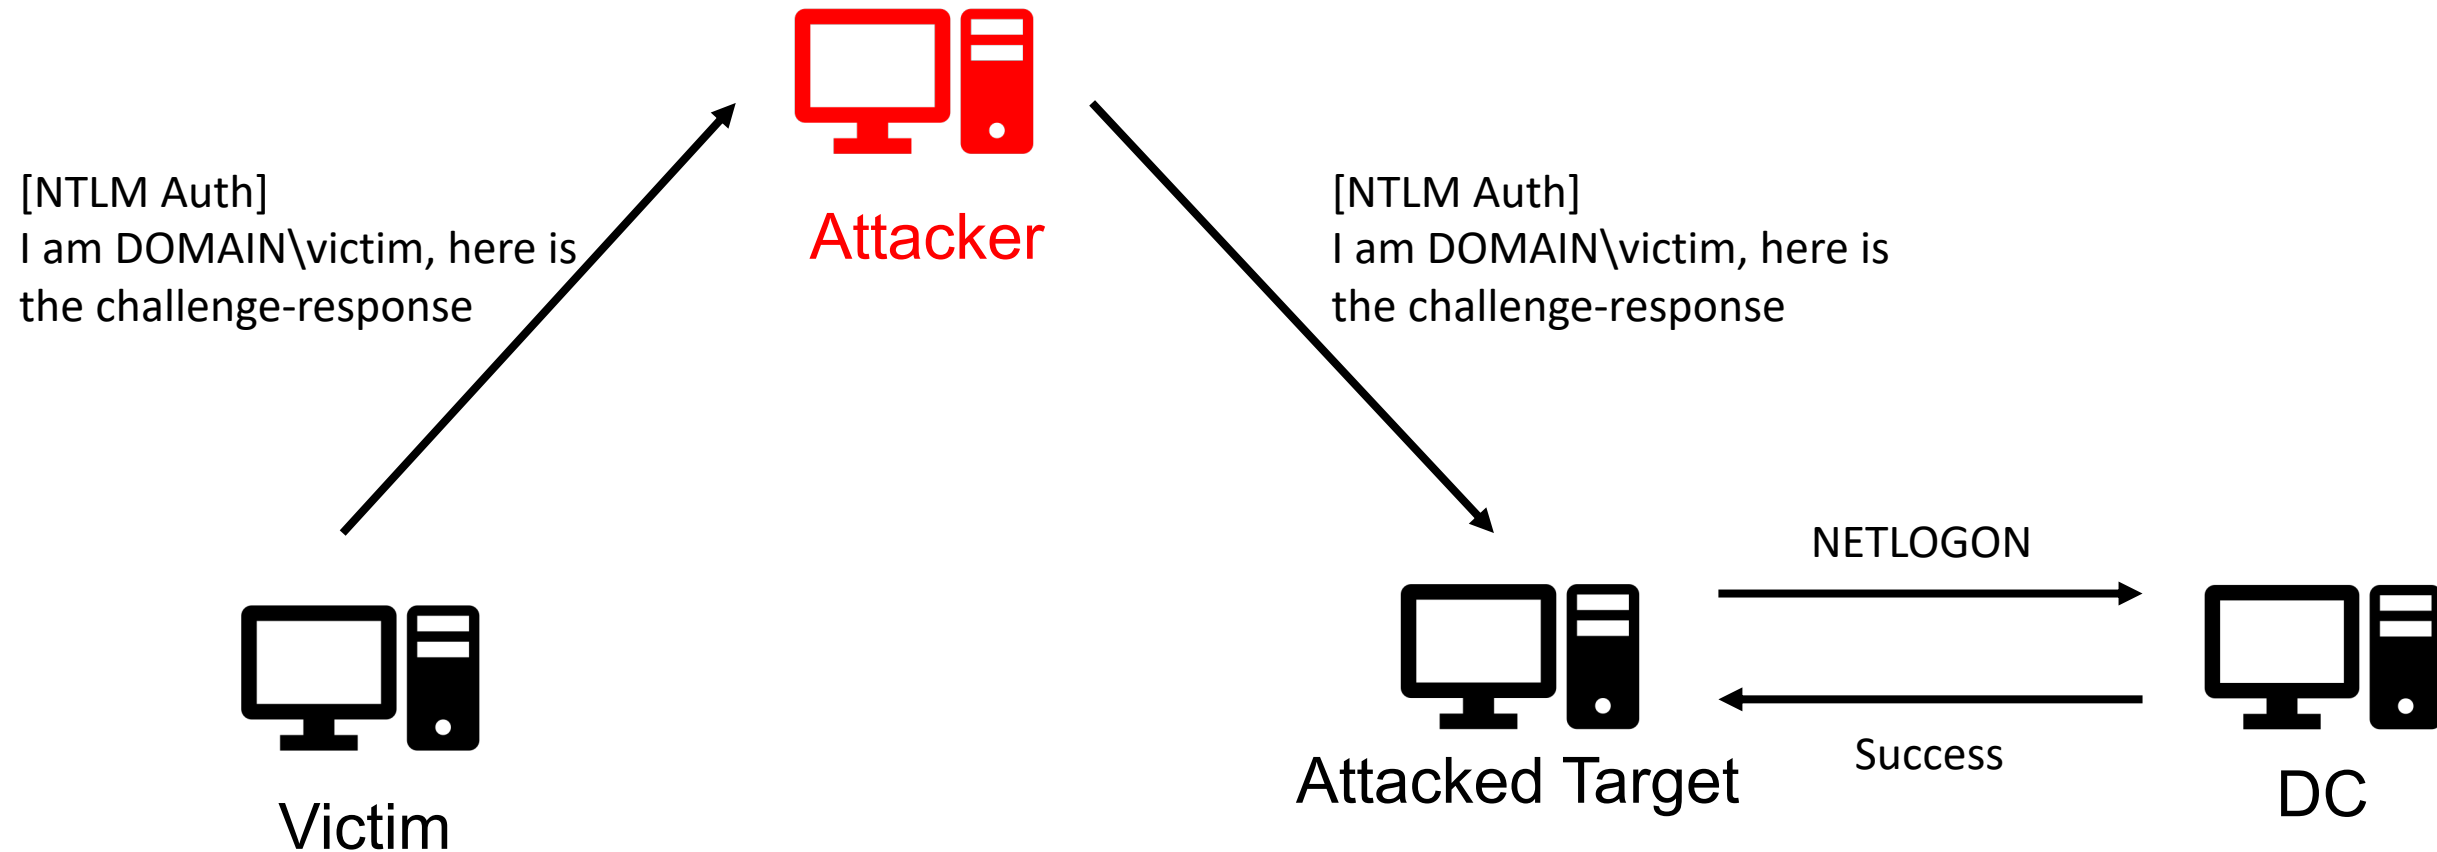 [NTLM Auth]
I am DOMAIN\victim, here is
the challenge-response
Attacker
[NTLM Auth]
I am DOMAIN\victim, here is
the challenge-response
NETLOGON
Success
Victim
Attacked Target
DC